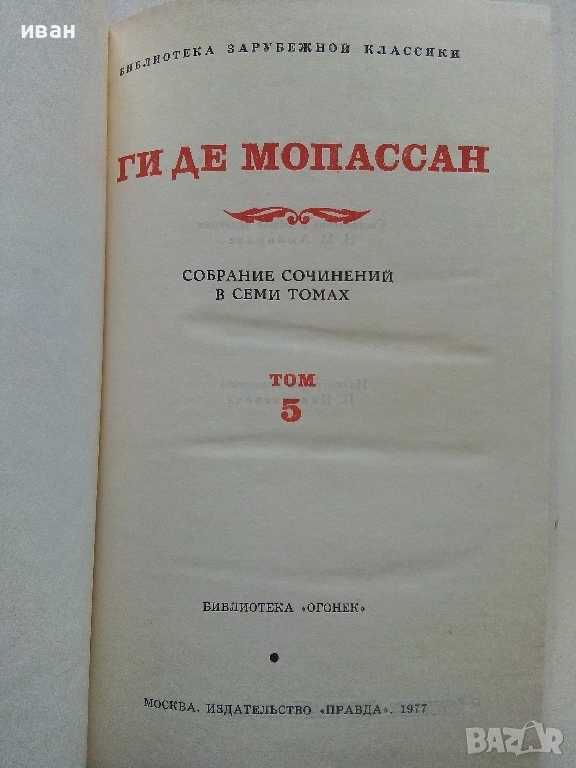 иван
БИБЛИОТЕКА ЗАРУБЕЖНОЙ КЛАССИКИ
ГИ ДЕ МОПАССАН
СОБРАНИЕ СОЧИНЕНИЙ
В СЕМИ ТОМАХ
ТОМ
5
БИБЛИОТЕКА «ОГОНЕК»
МОСКВА. ИЗДАТЕЛЬСТВО «ПРАВДА». 1977
BAZAR